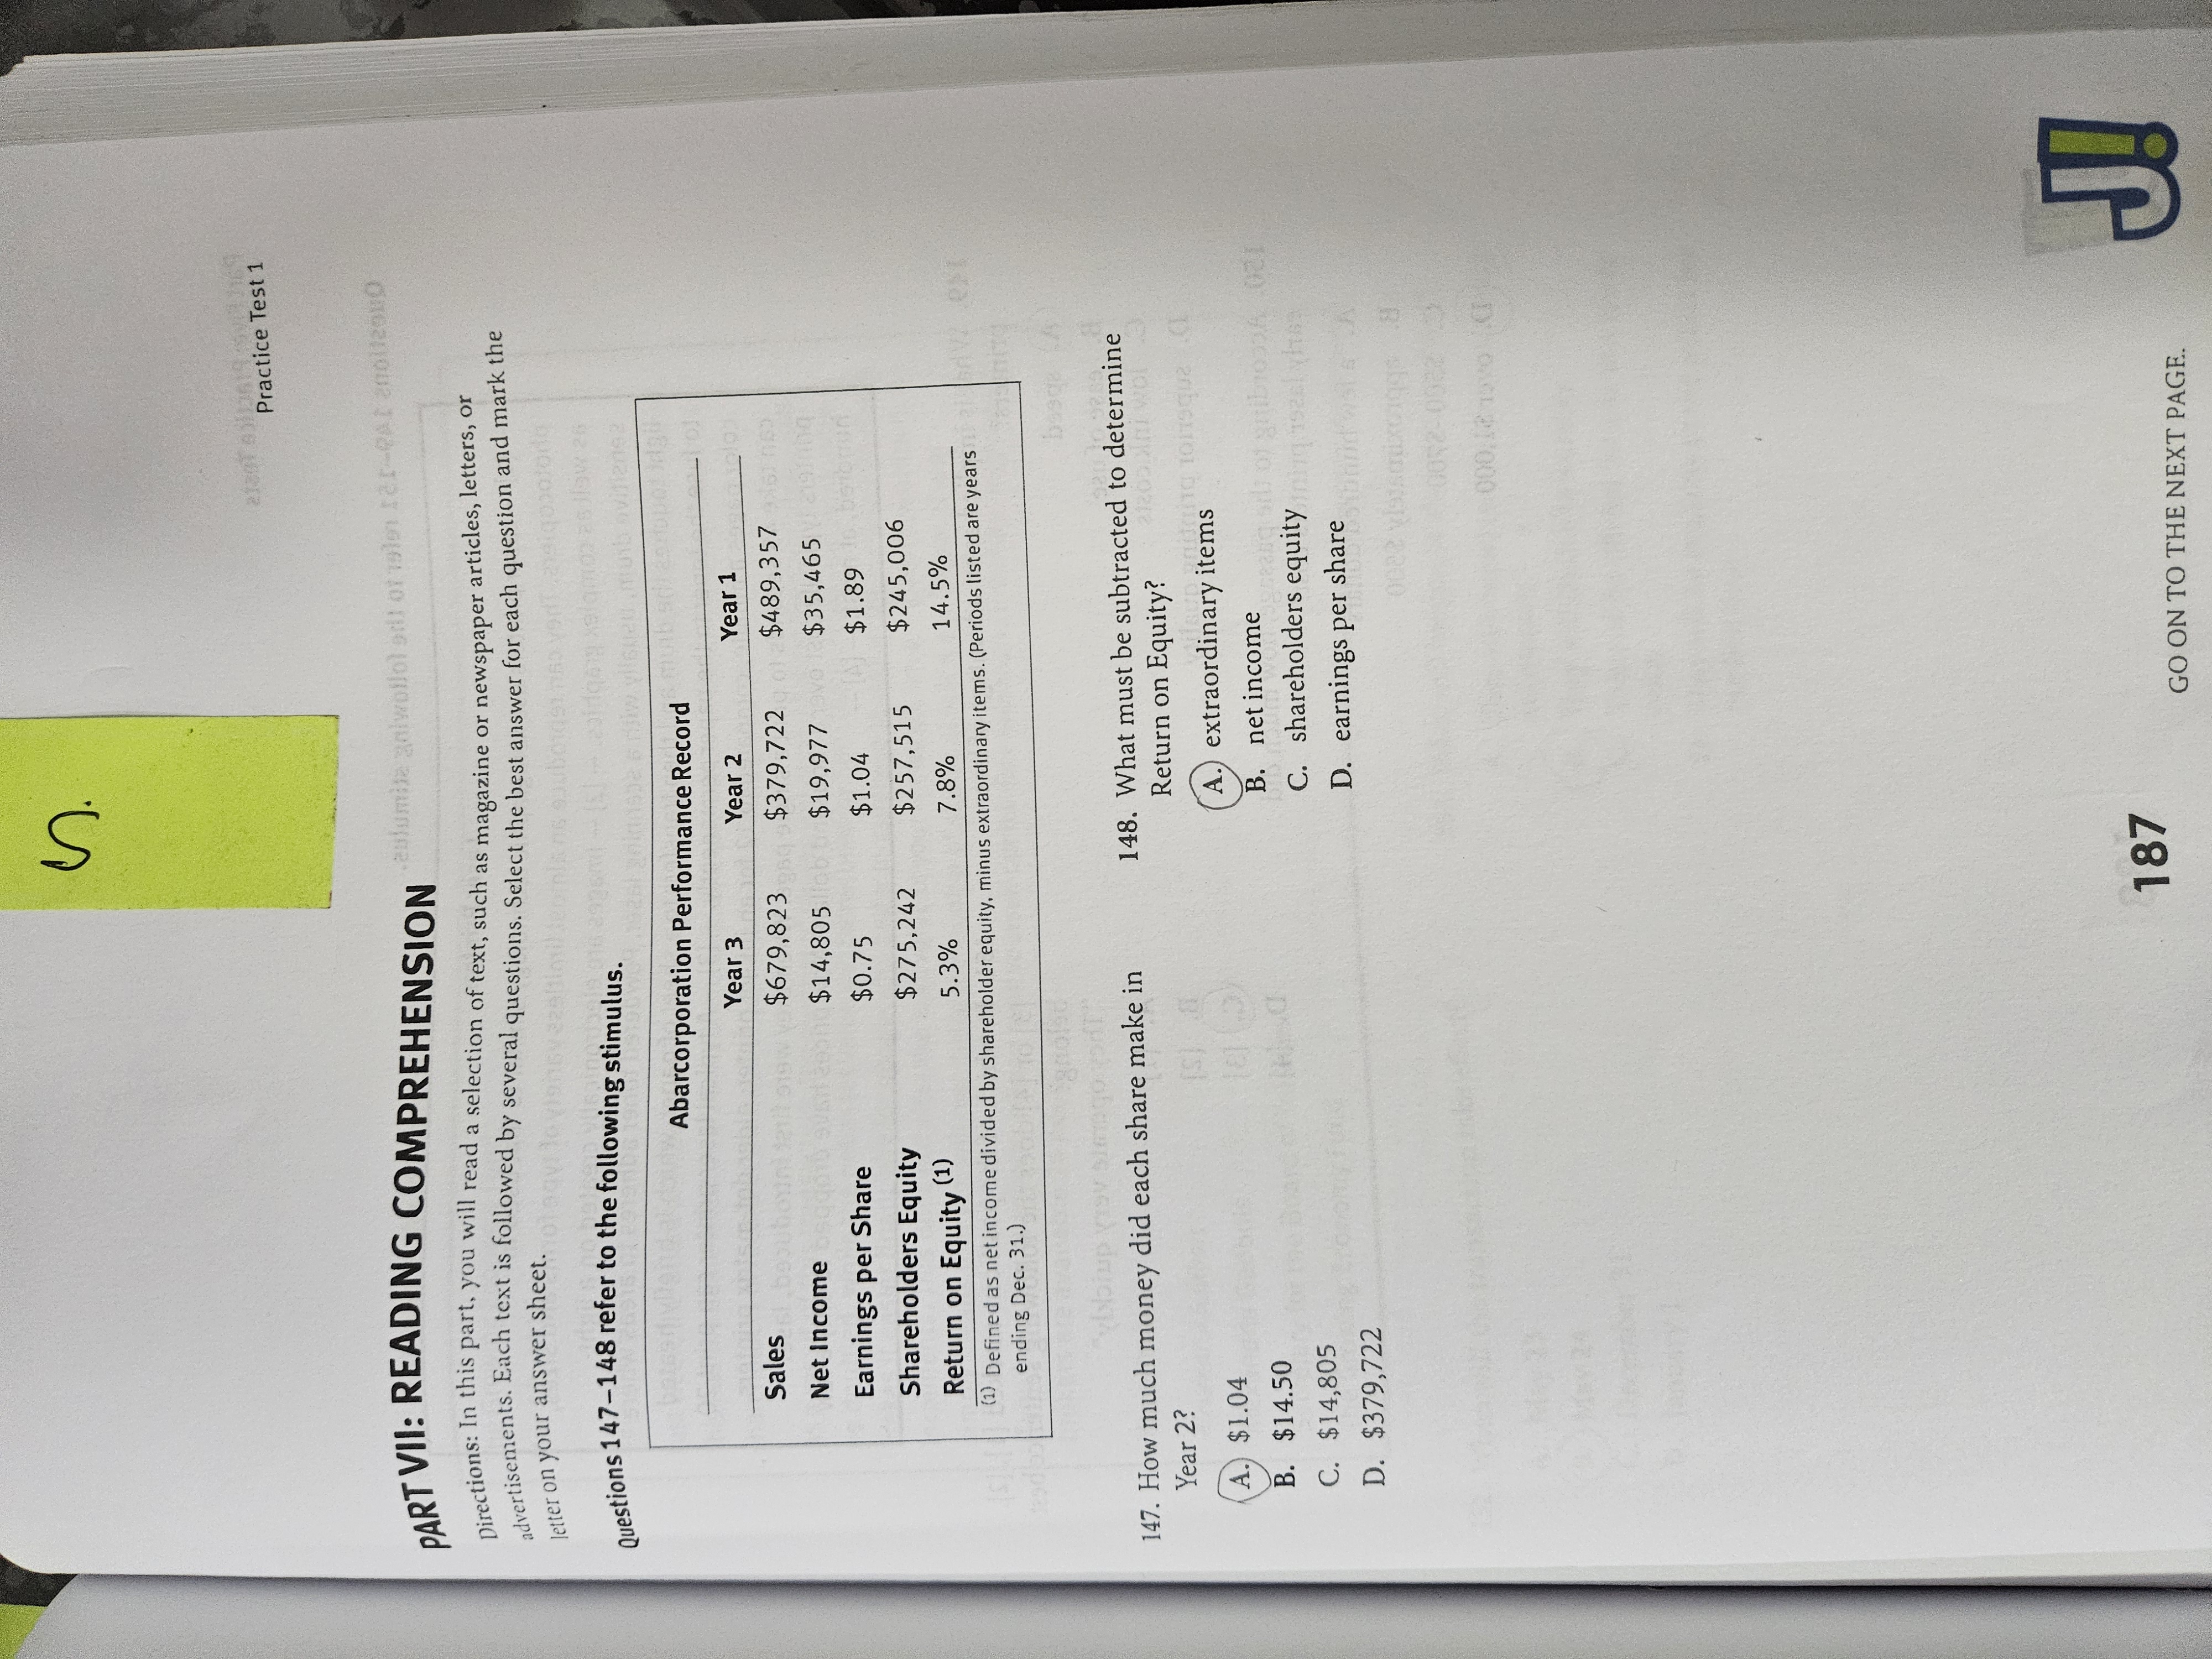 S.
Practice Test 1
PART VII: READING COMPREHENSION
Directions: In this part, you will read a selection of text, such as magazine or newspaper articles, letters, or
advertisements. Each text is followed by several questions. Select the best answer for each question and mark the
letter on your answer sheet.
Questions 147–148 refer to the following stimulus.
Abarcorporation Performance Record
Year 3 Year 2 Year 1
Sales $679,823 $379,722 $489,357
Net Income $14,805 $19,977 $35,465
Earnings per Share $0.75 $1.04 $1.89
Shareholders Equity $275,242 $257,515 $245,006
Return on Equity (1) 5.3% 7.8% 14.5%
(1) Defined as net income divided by shareholder equity, minus extraordinary items. (Periods listed are years
ending Dec. 31.)
147. How much money did each share make in
Year 2?
A. $1.04
B. $14.50
C. $14,805
D. $379,722
148. What must be subtracted to determine
Return on Equity?
A. extraordinary items
B. net income
C. shareholders equity
D. earnings per share
187
GO ON TO THE NEXT PAGE.
J!